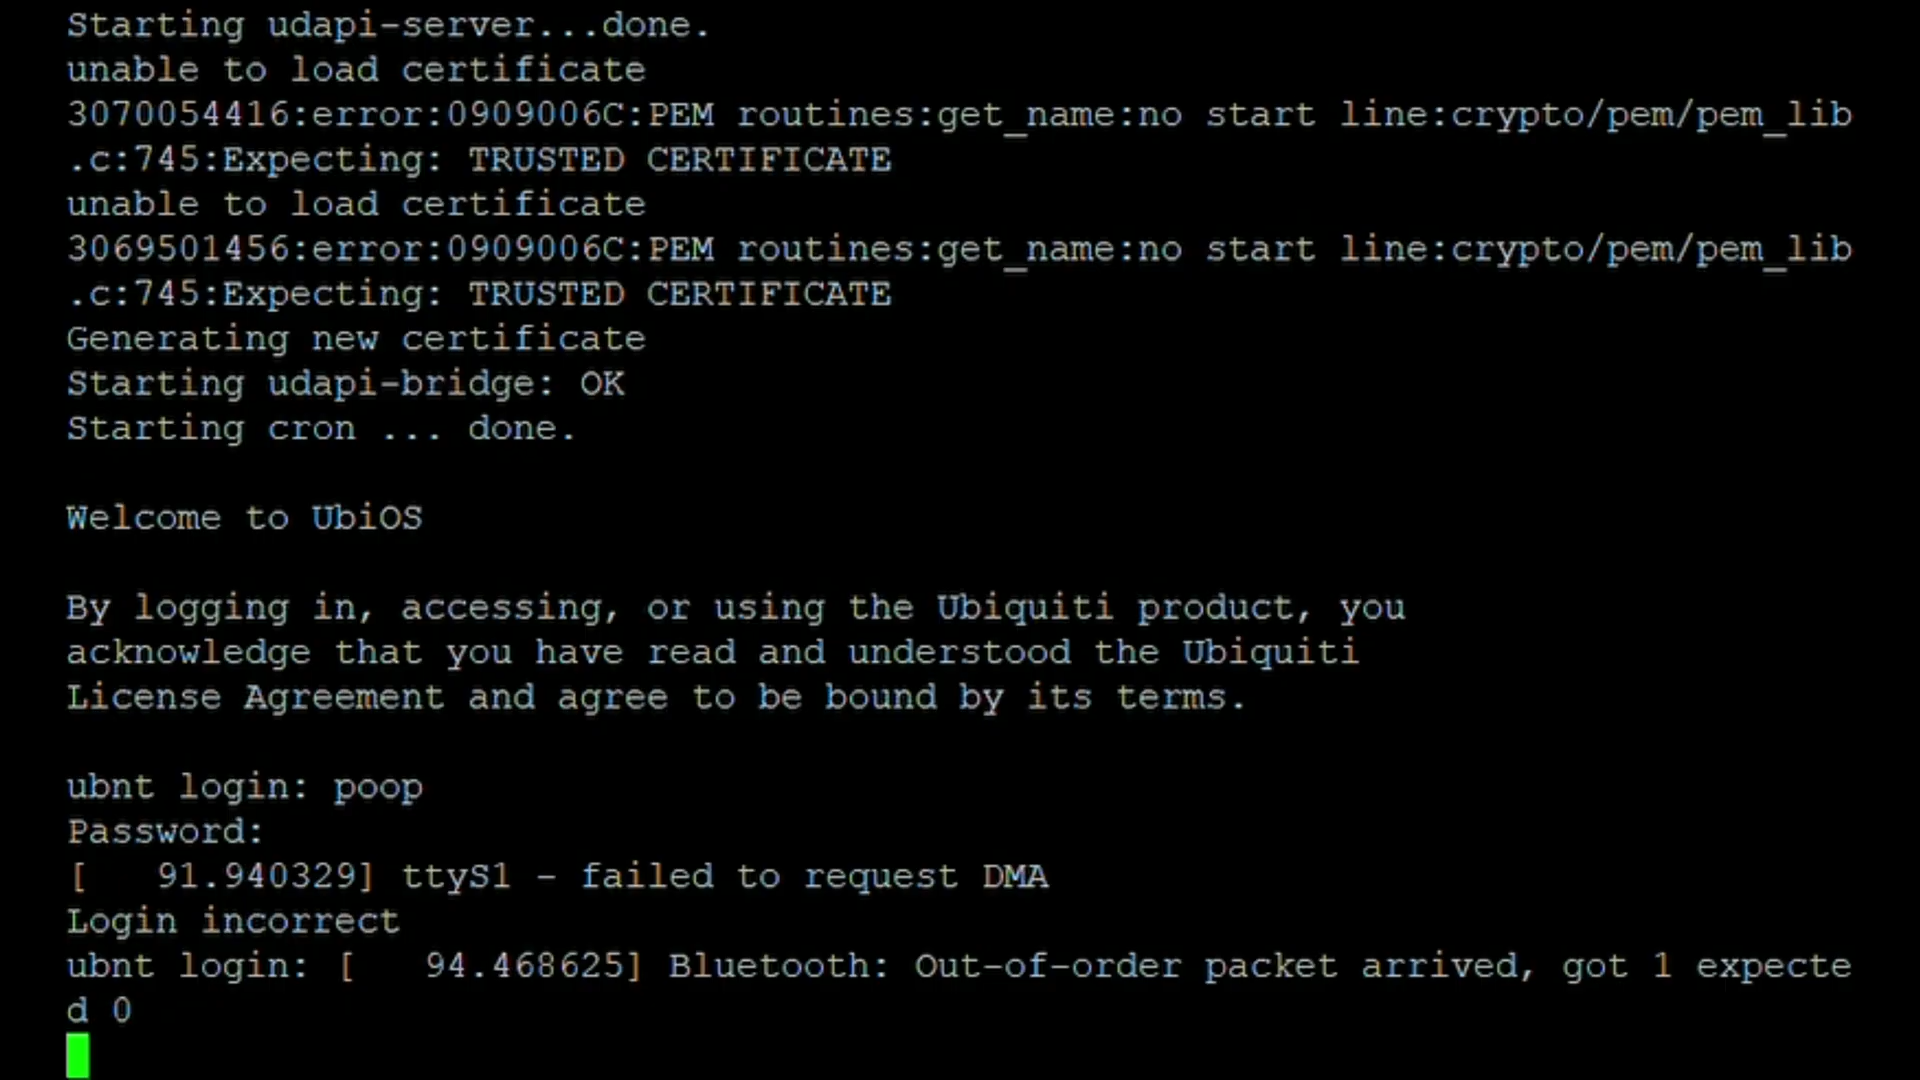 Starting udapi-server...done.
unable to load certificate
3070054416:error:0909006C:PEM routines:get_name:no start line:crypto/pem/pem_lib
.c:745:Expecting: TRUSTED CERTIFICATE
unable to load certificate
3069501456:error:0909006C:PEM routines:get_name:no start line:crypto/pem/pem_lib
.c:745:Expecting: TRUSTED CERTIFICATE
Generating new certificate
Starting udapi-bridge: OK
Starting cron ... done.
Welcome to UbiOS
By logging in, accessing, or using the Ubiquiti product, you
acknowledge that you have read and understood the Ubiquiti
License Agreement and agree to be bound by its terms.
ubnt login: poop
Password:
[   91.940329] ttyS1 - failed to request DMA
Login incorrect
ubnt login: [   94.468625] Bluetooth: Out-of-order packet arrived, got 1 expecte
d 0